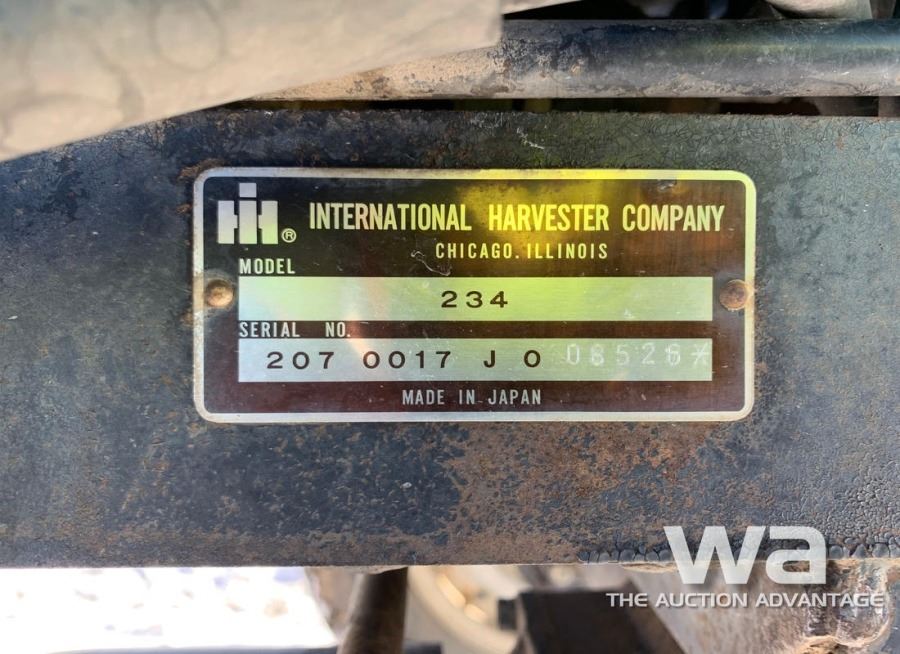 IH ® INTERNATIONAL HARVESTER COMPANY
CHICAGO. ILLINOIS
MODEL
234
SERIAL NO.
207 0017 J 0
MADE IN JAPAN
wa
THE AUCTION ADVANTAGE